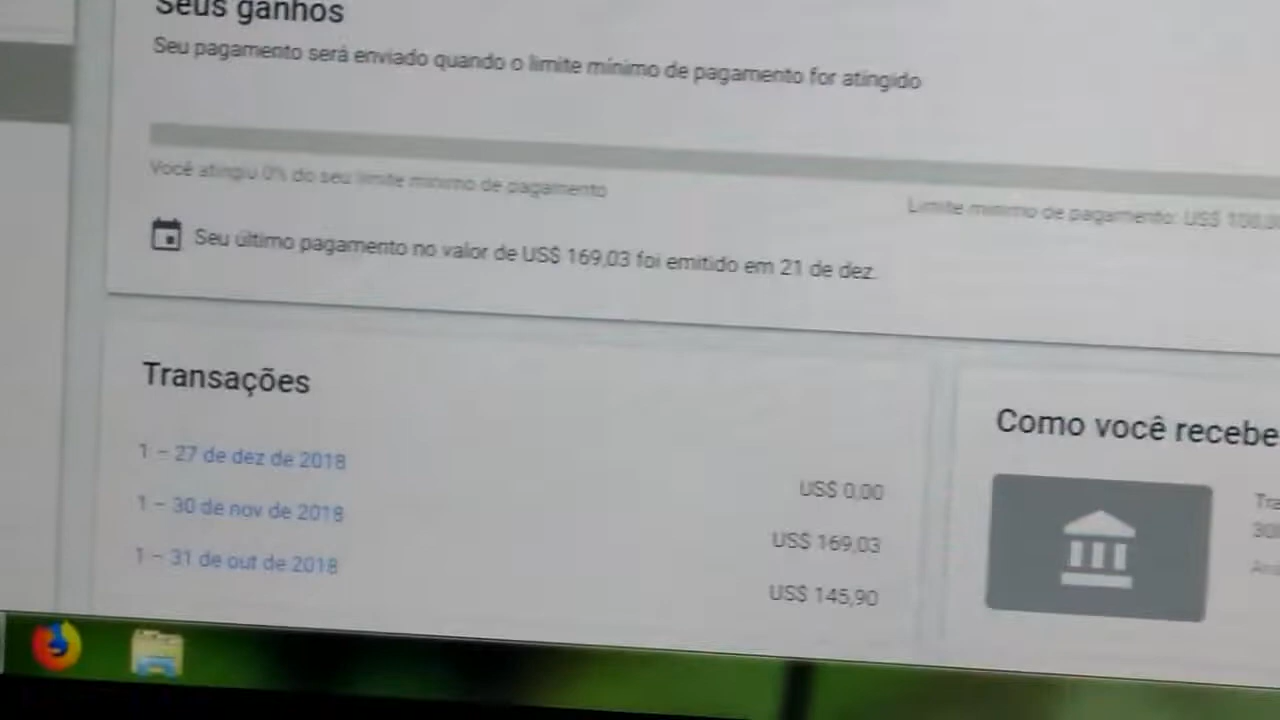 Seus ganhos
Seu pagamento será enviado quando o limite mínimo de pagamento for atingido
Você atingiu 0% do seu limite mínimo de pagamento
Limite mínimo de pagamento: US$
Seu último pagamento no valor de US$ 169,03 foi emitido em 21 de dez.
Transações
1 – 27 de dez de 2018
US$ 0,00
1 – 30 de nov de 2018
US$ 169,03
1 – 31 de out de 2018
US$ 145,90
Como você recebe